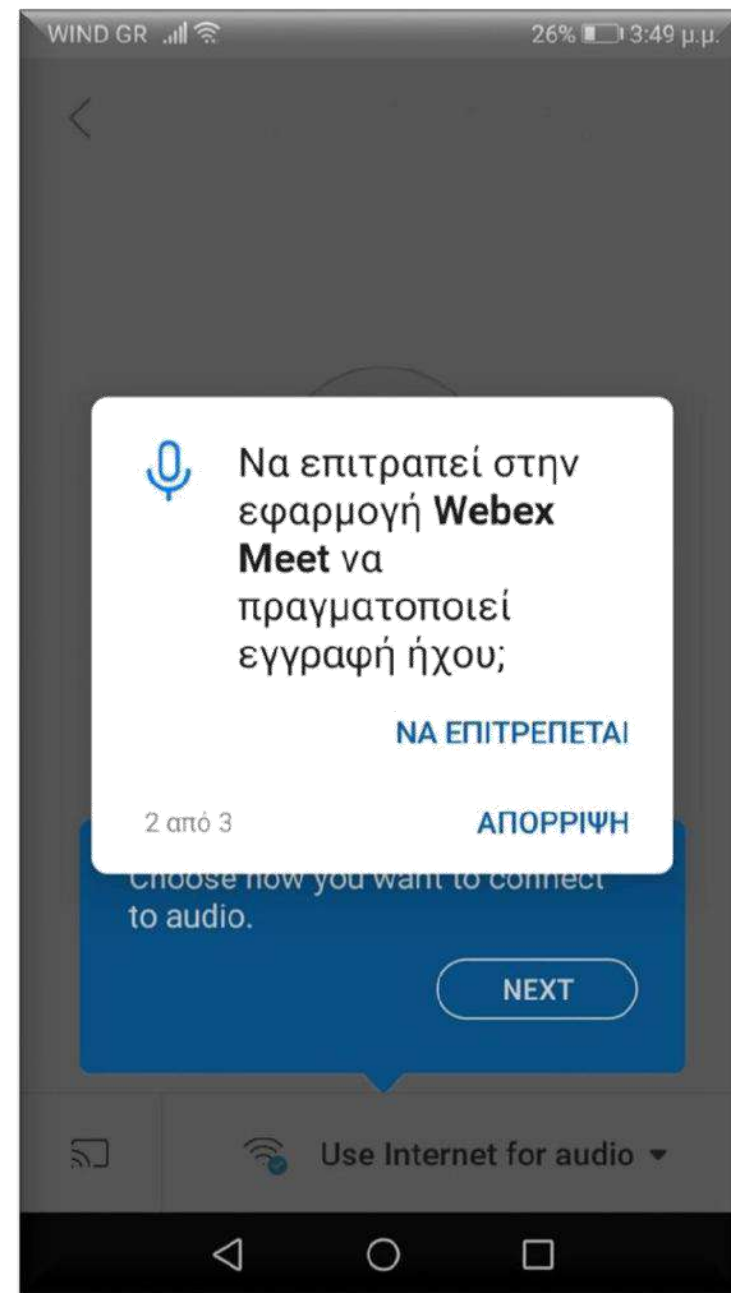 WIND GR 26% 3:49 μ.μ.
Να επιτραπεί στην
εφαρμογή Webex
Meet να
πραγματοποιεί
εγγραφή ήχου;
ΝΑ ΕΠΙΤΡΕΠΕΤΑΙ
2 από 3 ΑΠΟΡΡΙΨΗ
Choose how you want to connect
to audio.
NEXT
Use Internet for audio